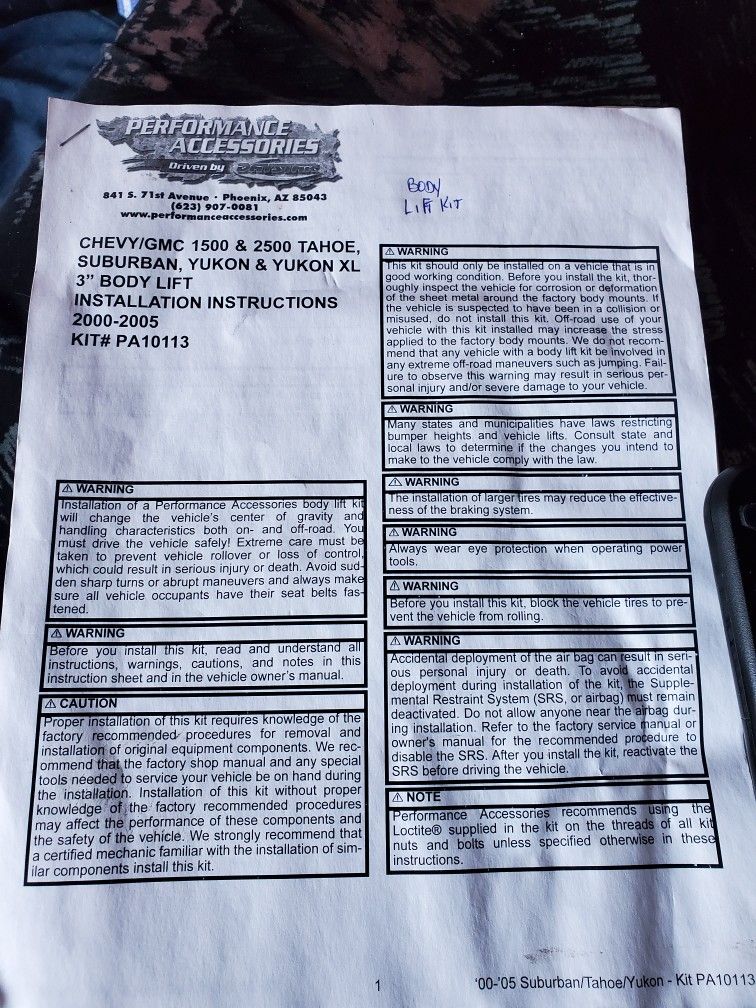 PERFORMANCE
ACCESSORIES
Driven by
841 S. 71st Avenue • Phoenix, AZ 85043
(623) 907-0081
www.performanceaccessories.com
BODY
LIFT KIT
CHEVY/GMC 1500 & 2500 TAHOE,
SUBURBAN, YUKON & YUKON XL
3" BODY LIFT
INSTALLATION INSTRUCTIONS
2000-2005
KIT# PA10113
⚠ WARNING
Installation of a Performance Accessories body lift kit
will change the vehicle's center of gravity and
handling characteristics both on- and off-road. You
must drive the vehicle safely! Extreme care must be
taken to prevent vehicle rollover or loss of control,
which could result in serious injury or death. Avoid sud-
den sharp turns or abrupt maneuvers and always make
sure all vehicle occupants have their seat belts fas-
tened.
⚠ WARNING
Before you install this kit, read and understand all
instructions, warnings, cautions, and notes in this
instruction sheet and in the vehicle owner's manual.
⚠ CAUTION
Proper installation of this kit requires knowledge of the
factory recommended procedures for removal and
installation of original equipment components. We rec-
ommend that the factory shop manual and any special
tools needed to service your vehicle be on hand during
the installation. Installation of this kit without proper
knowledge of the factory recommended procedures
may affect the performance of these components and
the safety of the vehicle. We strongly recommend that
a certified mechanic familiar with the installation of sim-
ilar components install this kit.
⚠ WARNING
This kit should only be installed on a vehicle that is in
good working condition. Before you install the kit, thor-
oughly inspect the vehicle for corrosion or deformation
of the sheet metal around the factory body mounts. If
the vehicle is suspected to have been in a collision or
misused, do not install this kit. Off-road use of your
vehicle with this kit installed may increase the stress
applied to the factory body mounts. We do not recom-
mend that any vehicle with a body lift kit be involved in
any extreme off-road maneuvers such as jumping. Fail-
ure to observe this warning may result in serious per-
sonal injury and/or severe damage to your vehicle.
⚠ WARNING
Many states and municipalities have laws restricting
bumper heights and vehicle lifts. Consult state and
local laws to determine if the changes you intend to
make to the vehicle comply with the law.
⚠ WARNING
The installation of larger tires may reduce the effective-
ness of the braking system.
⚠ WARNING
Always wear eye protection when operating power
tools.
⚠ WARNING
Before you install this kit, block the vehicle tires to pre-
vent the vehicle from rolling.
⚠ WARNING
Accidental deployment of the air bag can result in seri-
ous personal injury or death. To avoid accidental
deployment during installation of the kit, the Supple-
mental Restraint System (SRS, or airbag) must remain
deactivated. Do not allow anyone near the airbag dur-
ing installation. Refer to the factory service manual or
owner's manual for the recommended procedure to
disable the SRS. After you install the kit, reactivate the
SRS before driving the vehicle.
⚠ NOTE
Performance Accessories recommends using the
Loctite® supplied in the kit on the threads of all kit
nuts and bolts unless specified otherwise in these
instructions.
1
'00-'05 Suburban/Tahoe/Yukon - Kit PA10113